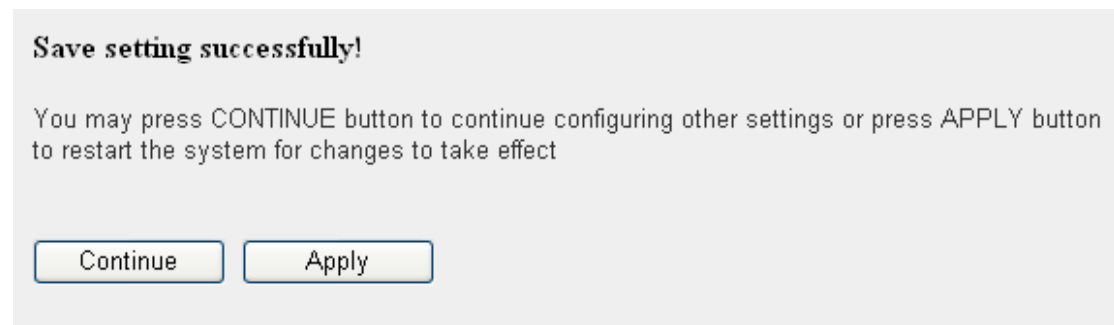 Save setting successfully!
You may press CONTINUE button to continue configuring other settings or press APPLY button
to restart the system for changes to take effect
Continue
Apply